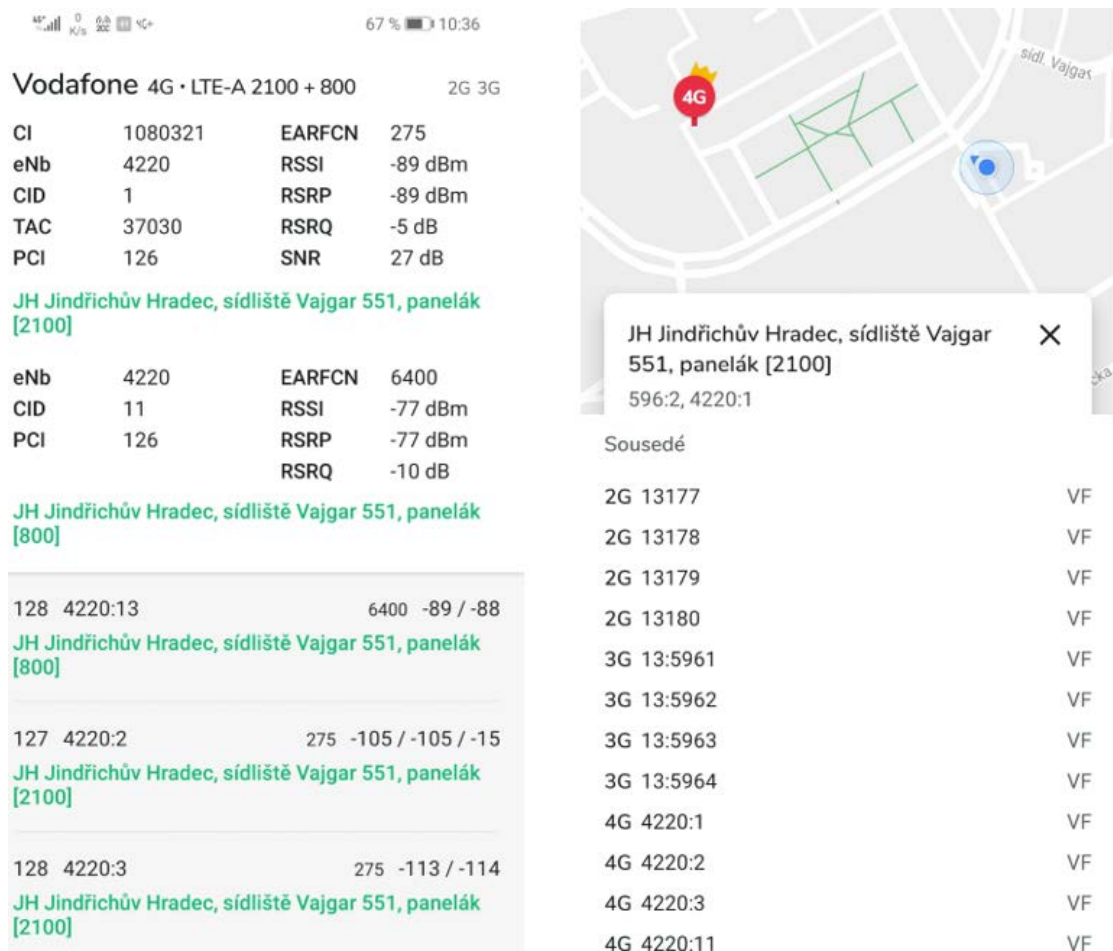 0
K/s
67 % 10:36
Vodafone 4G · LTE-A 2100 + 800 2G 3G
CI 1080321 EARFCN 275
eNb 4220 RSSI -89 dBm
CID 1 RSRP -89 dBm
TAC 37030 RSRQ -5 dB
PCI 126 SNR 27 dB
JH Jindřichův Hradec, sídliště Vajgar 551, panelák
[2100]
eNb 4220 EARFCN 6400
CID 11 RSSI -77 dBm
PCI 126 RSRP -77 dBm
RSRQ -10 dB
JH Jindřichův Hradec, sídliště Vajgar 551, panelák
[800]
128 4220:13 6400 -89 / -88
JH Jindřichův Hradec, sídliště Vajgar 551, panelák
[800]
127 4220:2 275 -105 / -105 / -15
JH Jindřichův Hradec, sídliště Vajgar 551, panelák
[2100]
128 4220:3 275 -113 / -114
JH Jindřichův Hradec, sídliště Vajgar 551, panelák
[2100]
4G
sídl. Vajgar
JH Jindřichův Hradec, sídliště Vajgar
551, panelák [2100]
596:2, 4220:1
Sousedé
2G 13177 VF
2G 13178 VF
2G 13179 VF
2G 13180 VF
3G 13:5961 VF
3G 13:5962 VF
3G 13:5963 VF
3G 13:5964 VF
4G 4220:1 VF
4G 4220:2 VF
4G 4220:3 VF
4G 4220:11 VF